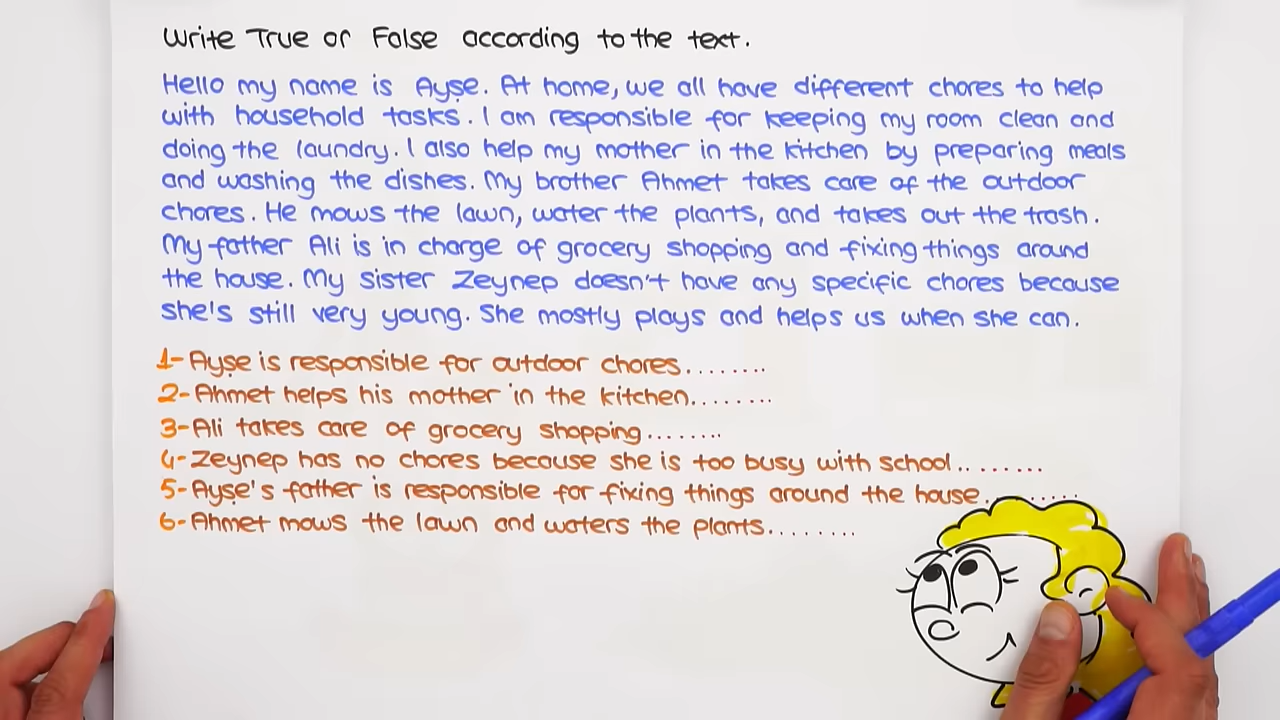 Write True or False according to the text.
Hello my name is Ayşe. At home, we all have different chores to help
with household tasks. I am responsible for keeping my room clean and
doing the laundry. I also help my mother in the kitchen by preparing meals
and washing the dishes. My brother Ahmet takes care of the outdoor
chores. He mows the lawn, water the plants, and takes out the trash.
My father Ali is in charge of grocery shopping and fixing things around
the house. My sister Zeynep doesn't have any specific chores because
she's still very young. She mostly plays and helps us when she can.
1- Ayşe is responsible for outdoor chores........
2- Ahmet helps his mother in the kitchen........
3- Ali takes care of grocery shopping.......
4- Zeynep has no chores because she is too busy with school.........
5- Ayşe's father is responsible for fixing things around the house........
6- Ahmet mows the lawn and waters the plants........